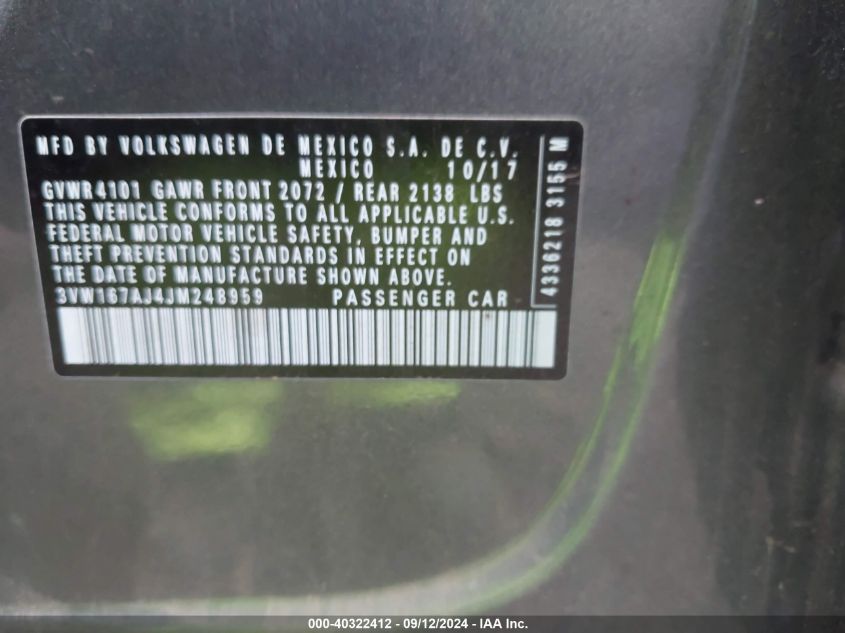 MFD BY VOLKSWAGEN DE MEXICO S.A. DE C.V.
MEXICO 10/17
GVWR4101 GAWR FRONT 2072 / REAR 2138 LBS
THIS VEHICLE CONFORMS TO ALL APPLICABLE U.S.
FEDERAL MOTOR VEHICLE SAFETY, BUMPER AND
THEFT PREVENTION STANDARDS IN EFFECT ON
THE DATE OF MANUFACTURE SHOWN ABOVE.
3VW167AJ4JM248959 PASSENGER CAR
4336218 3155 M
000-40322412 - 09/12/2024 - IAA Inc.